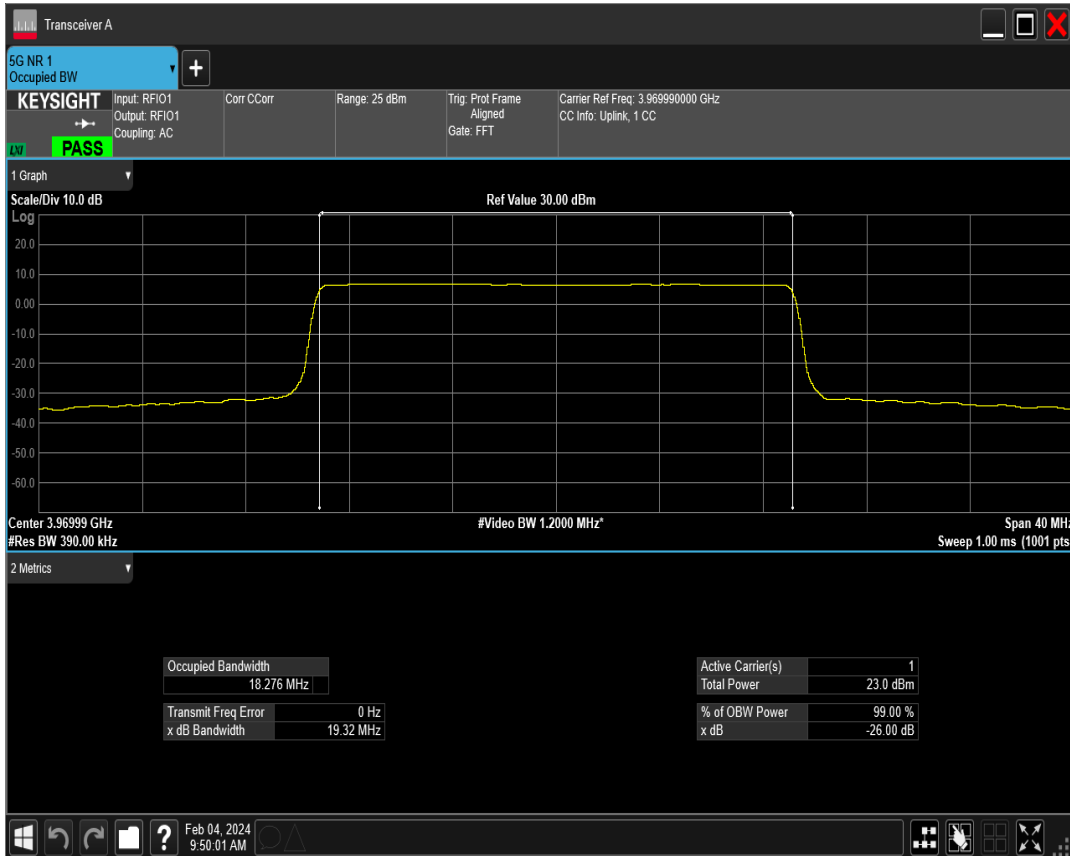 Transceiver A
5G NR 1
Occupied BW
KEYSIGHT
LXI
PASS
Input: RFIO1
Output: RFIO1
Coupling: AC
Corr CCorr
Range: 25 dBm
Trig: Prot Frame
Aligned
Gate: FFT
Carrier Ref Freq: 3.969990000 GHz
CC Info: Uplink, 1 CC
1 Graph
Scale/Div 10.0 dB
Ref Value 30.00 dBm
Log
20.0
10.0
0.00
-10.0
-20.0
-30.0
-40.0
-50.0
-60.0
Center 3.96999 GHz
#Video BW 1.2000 MHz*
Span 40 MHz
#Res BW 390.00 kHz
Sweep 1.00 ms (1001 pts
2 Metrics
Occupied Bandwidth
18.276 MHz
Transmit Freq Error 0 Hz
x dB Bandwidth 19.32 MHz
Active Carrier(s) 1
Total Power 23.0 dBm
% of OBW Power 99.00 %
x dB -26.00 dB
?
Feb 04, 2024
9:50:01 AM